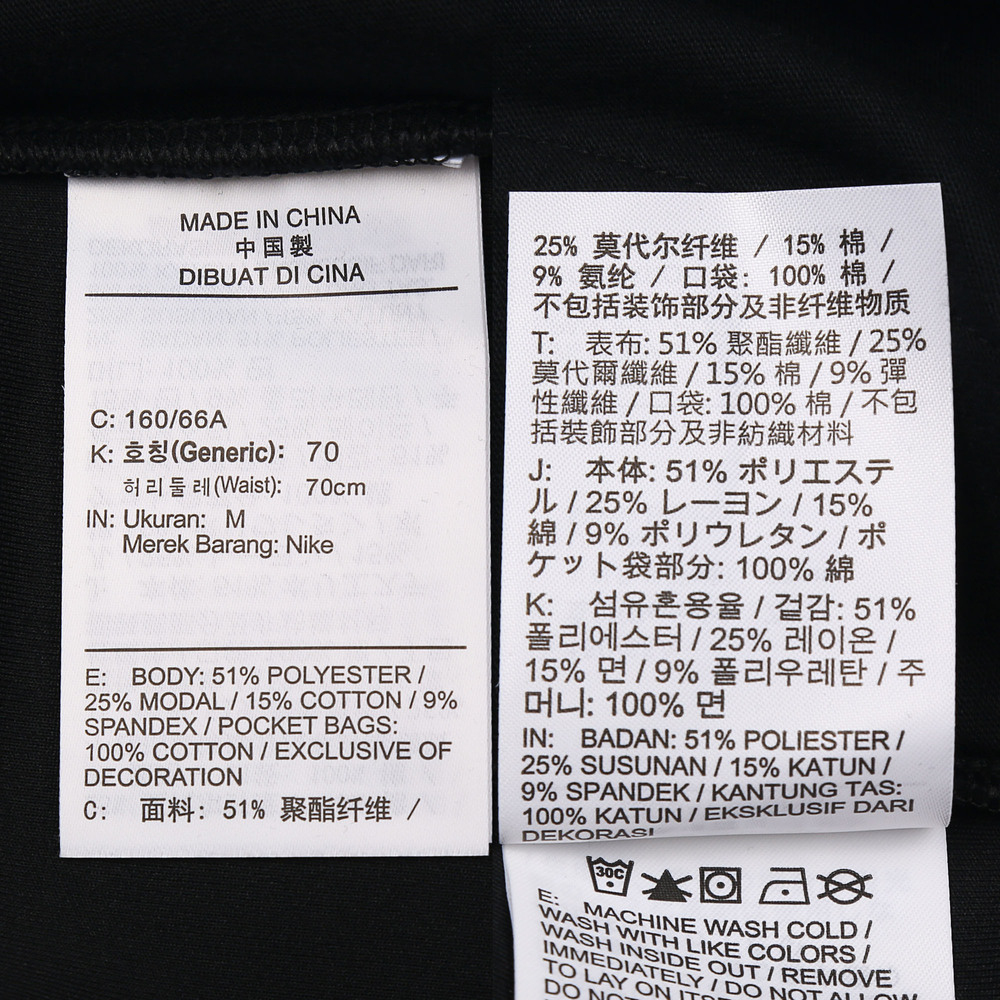 MADE IN CHINA
中国製
DIBUAT DI CINA
C: 160/66A
K: 호칭(Generic): 70
허리둘레(Waist): 70cm
IN: Ukuran: M
Merek Barang: Nike
E: BODY: 51% POLYESTER /
25% MODAL / 15% COTTON / 9%
SPANDEX / POCKET BAGS:
100% COTTON / EXCLUSIVE OF
DECORATION
C: 面料: 51% 聚酯纤维 /
25% 莫代尔纤维 / 15% 棉 /
9% 氨纶 / 口袋: 100% 棉 /
不包括装饰部分及非纤维物质
T: 表布: 51% 聚酯纖維 / 25%
莫代爾纖維 / 15% 棉 / 9% 彈
性纖維 / 口袋: 100% 棉 / 不包
括裝飾部分及非紡織材料
J: 本体: 51% ポリエステ
ル / 25% レーヨン / 15%
綿 / 9% ポリウレタン / ポ
ケット袋部分: 100% 綿
K: 섬유혼용율 / 겉감: 51%
폴리에스터 / 25% 레이온 /
15% 면 / 9% 폴리우레탄 / 주
머니: 100% 면
IN: BADAN: 51% POLIESTER /
25% SUSUNAN / 15% KATUN /
9% SPANDEK / KANTUNG TAS:
100% KATUN / EKSKLUSIF DARI
DEKORASI
30C
E: MACHINE WASH COLD /
WASH WITH LIKE COLORS /
WASH INSIDE OUT / REMOVE
IMMEDIATELY / DO NOT ALLOW
TO LAY ON ITSELF
DO NOT